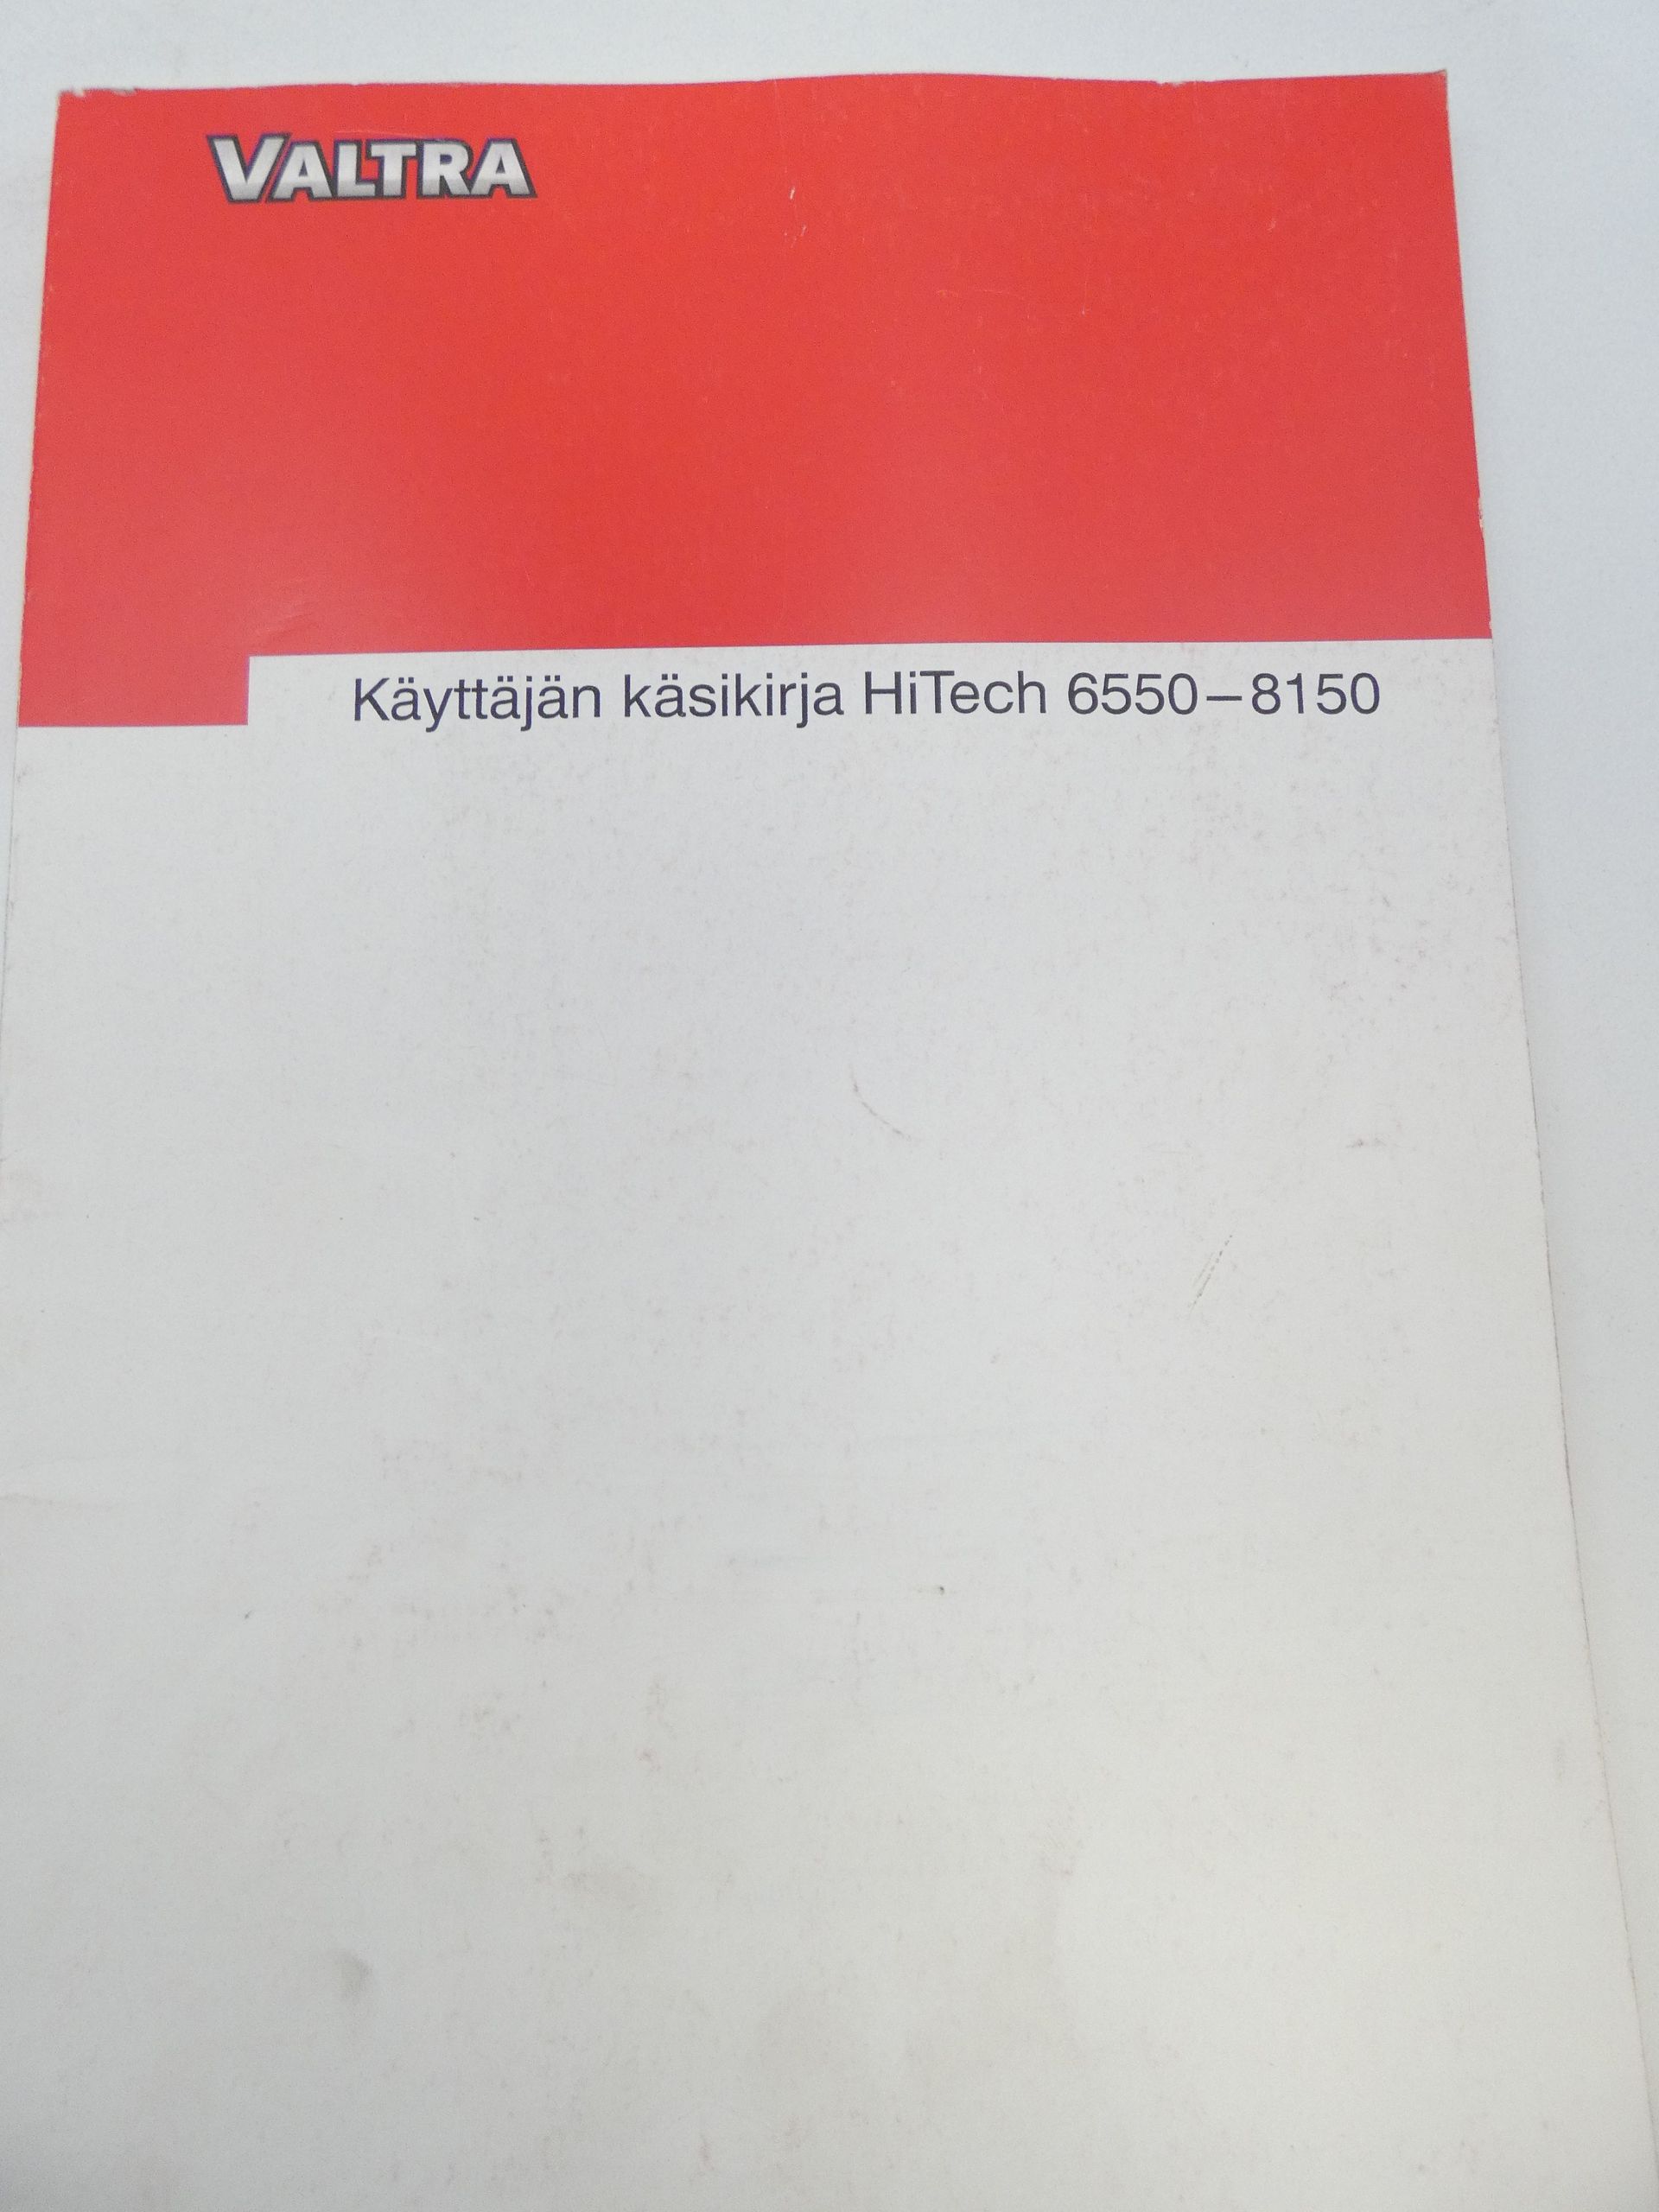 VALTRA
Käyttäjän käsikirja HiTech 6550–8150